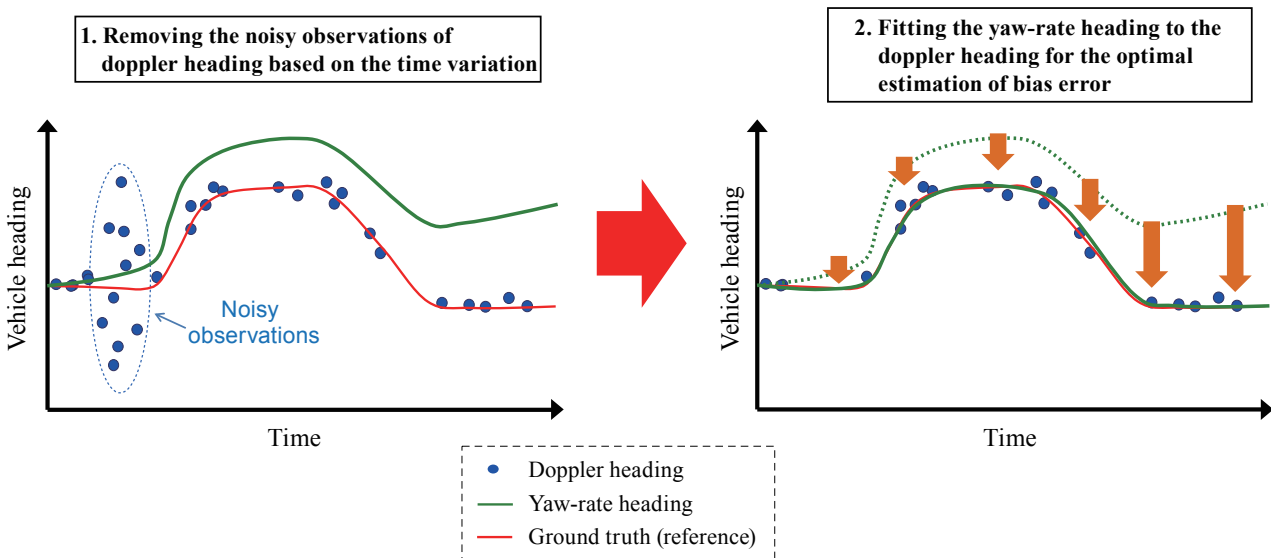 1. Removing the noisy observations of
doppler heading based on the time variation
Vehicle heading
Noisy
observations
Time
2. Fitting the yaw-rate heading to the
doppler heading for the optimal
estimation of bias error
Vehicle heading
Time
Doppler heading
Yaw-rate heading
Ground truth (reference)